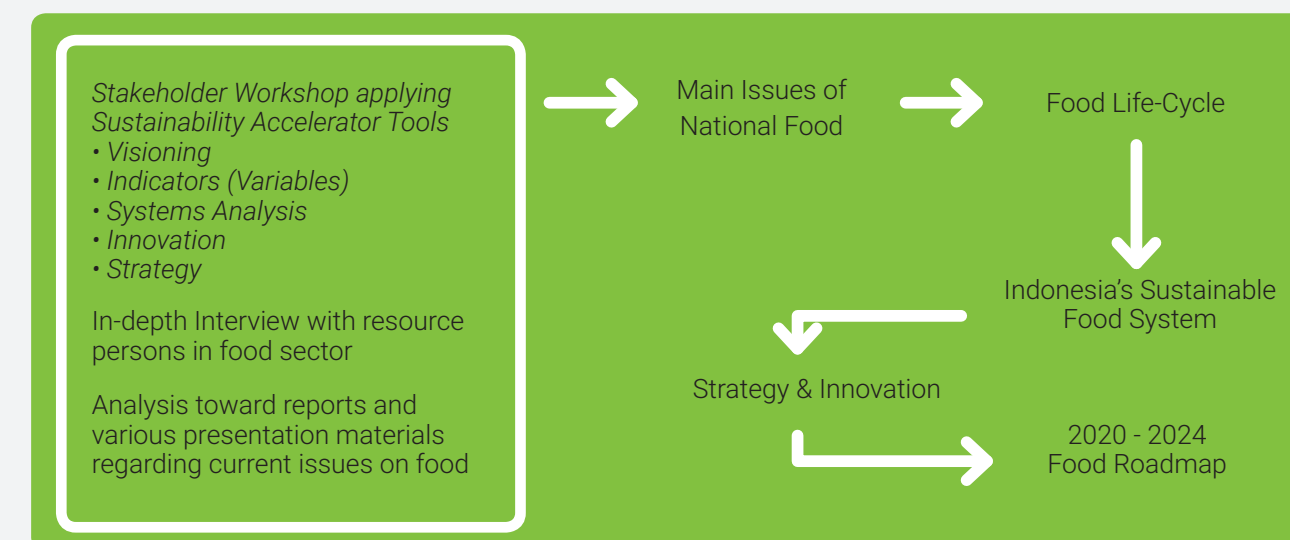 Stakeholder Workshop applying
Sustainability Accelerator Tools
• Visioning
• Indicators (Variables)
• Systems Analysis
• Innovation
• Strategy
In-depth Interview with resource
persons in food sector
Analysis toward reports and
various presentation materials
regarding current issues on food
Main Issues of
National Food
Food Life-Cycle
Indonesia's Sustainable
Food System
Strategy & Innovation
2020 - 2024
Food Roadmap